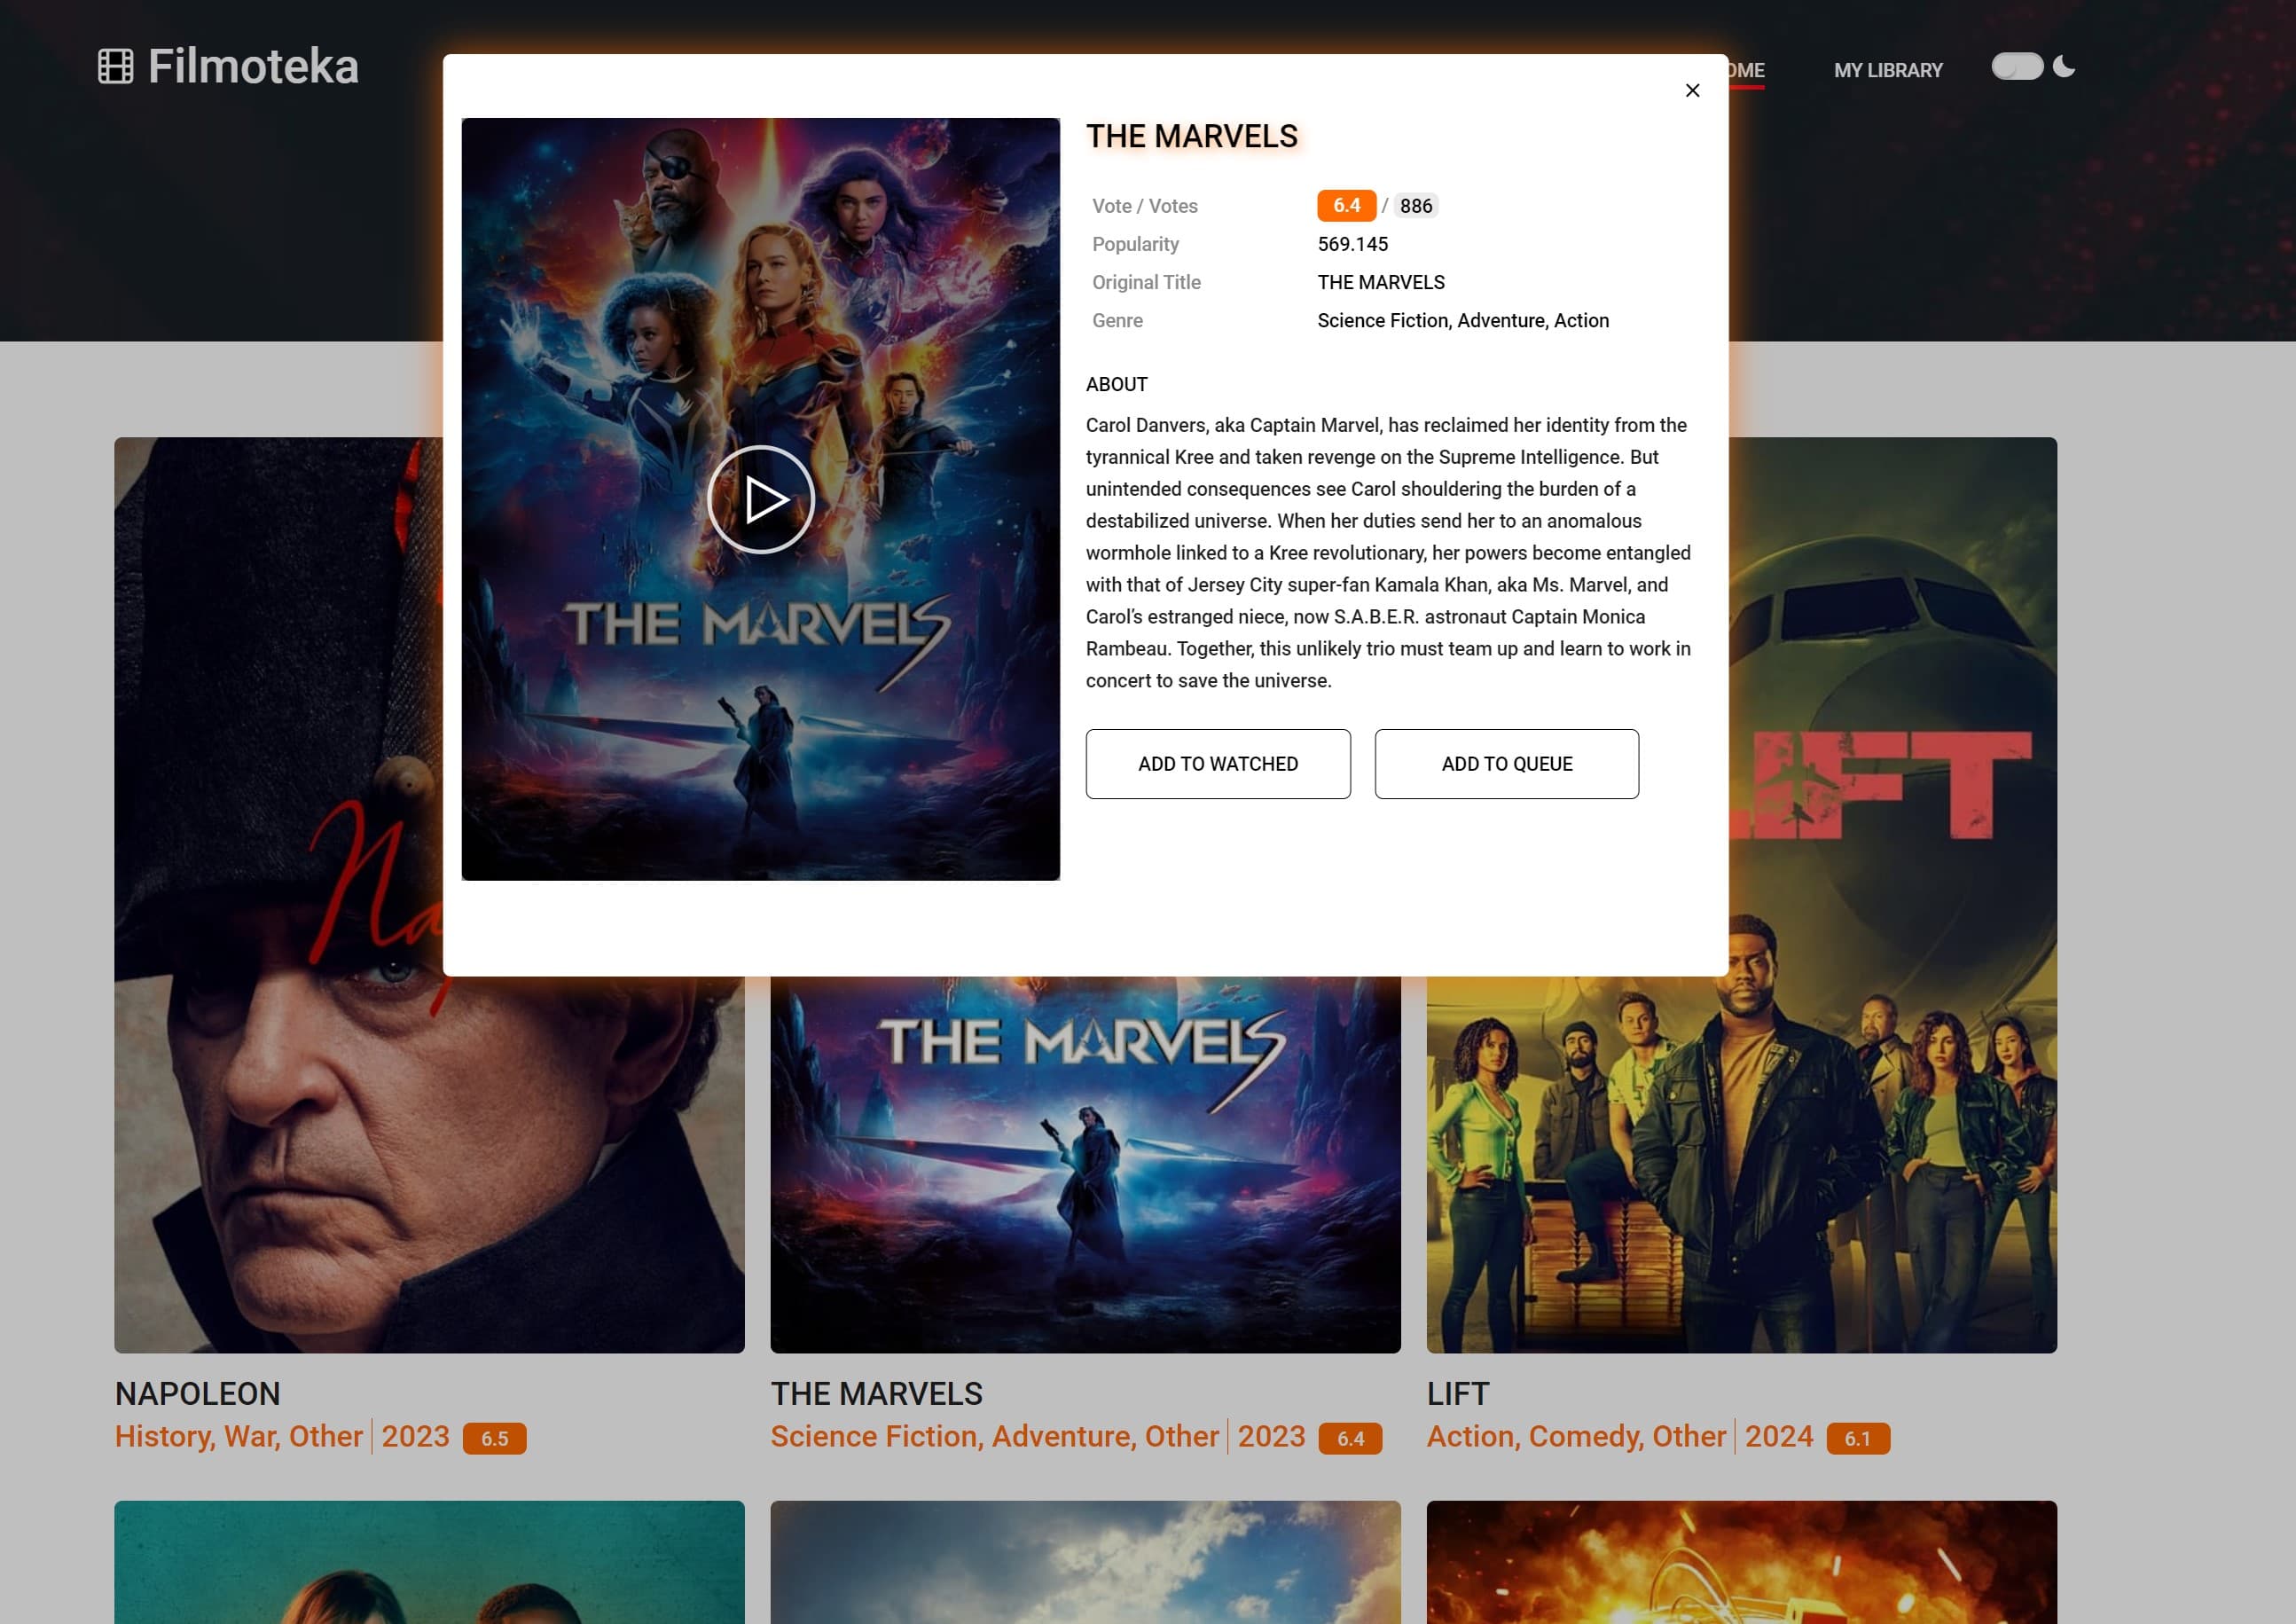 Filmoteka
MY LIBRARY
THE MARVELS
Vote / Votes 6.4 / 886
Popularity 569.145
Original Title THE MARVELS
Genre Science Fiction, Adventure, Action
ABOUT
Carol Danvers, aka Captain Marvel, has reclaimed her identity from the
tyrannical Kree and taken revenge on the Supreme Intelligence. But
unintended consequences see Carol shouldering the burden of a
destabilized universe. When her duties send her to an anomalous
wormhole linked to a Kree revolutionary, her powers become entangled
with that of Jersey City super-fan Kamala Khan, aka Ms. Marvel, and
Carol’s estranged niece, now S.A.B.E.R. astronaut Captain Monica
Rambeau. Together, this unlikely trio must team up and learn to work in
concert to save the universe.
ADD TO WATCHED ADD TO QUEUE
THE MARVELS
THE MARVELS
NAPOLEON
History, War, Other 2023 6.5
THE MARVELS
Science Fiction, Adventure, Other 2023 6.4
LIFT
Action, Comedy, Other 2024 6.1